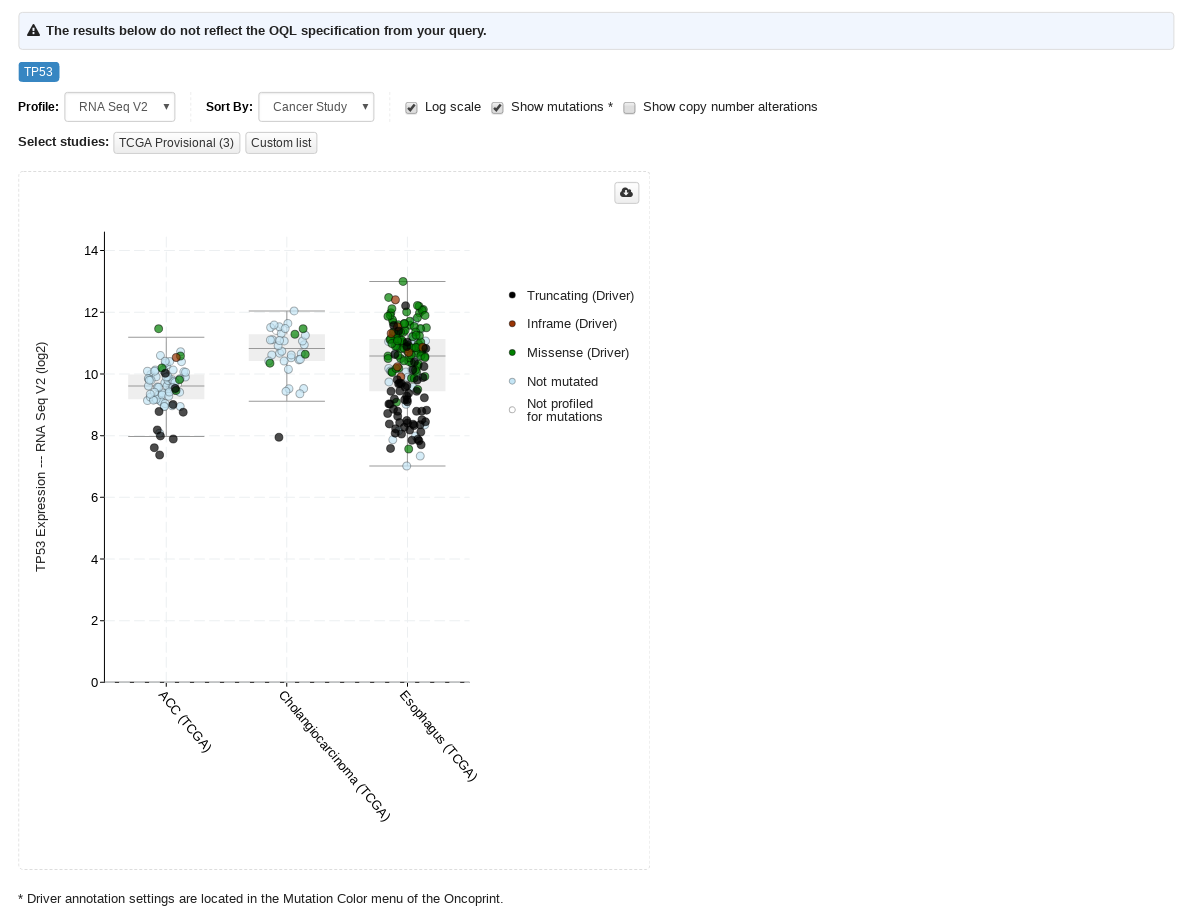 The results below do not reflect the OQL specification from your query.
TP53
Profile: RNA Seq V2 Sort By: Cancer Study Log scale Show mutations * Show copy number alterations
Select studies: TCGA Provisional (3) Custom list
14
12
10
8
6
4
2
0
TP53 Expression --- RNA Seq V2 (log2)
ACC (TCGA)
Cholangiocarcinoma (TCGA)
Esophagus (TCGA)
Truncating (Driver)
Inframe (Driver)
Missense (Driver)
Not mutated
Not profiled
for mutations
* Driver annotation settings are located in the Mutation Color menu of the Oncoprint.